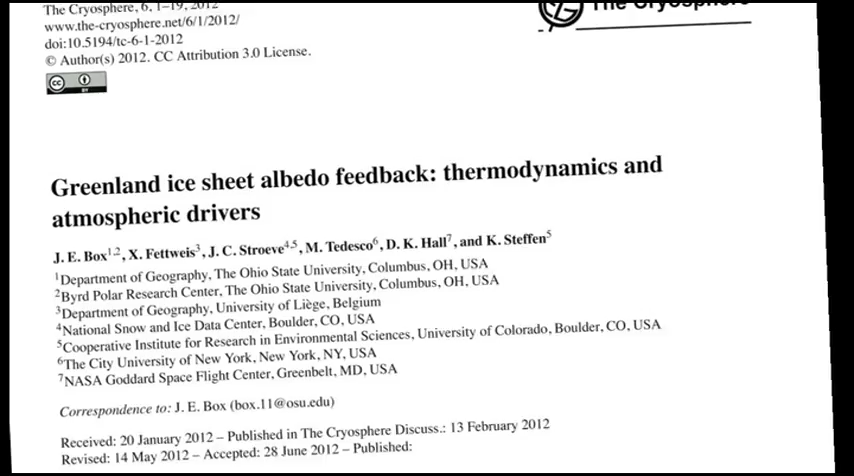 The Cryosphere, 6, 1–19, 2012
www.the-cryosphere.net/6/1/2012/
doi:10.5194/tc-6-1-2012
© Author(s) 2012. CC Attribution 3.0 License.
cc BY
The Cryosphere
Greenland ice sheet albedo feedback: thermodynamics and
atmospheric drivers
J. E. Box1,2, X. Fettweis3, J. C. Stroeve4,5, M. Tedesco6, D. K. Hall7, and K. Steffen5
1Department of Geography, The Ohio State University, Columbus, OH, USA
2Byrd Polar Research Center, The Ohio State University, Columbus, OH, USA
3Department of Geography, University of Liège, Belgium
4National Snow and Ice Data Center, Boulder, CO, USA
5Cooperative Institute for Research in Environmental Sciences, University of Colorado, Boulder, CO, USA
6The City University of New York, New York, NY, USA
7NASA Goddard Space Flight Center, Greenbelt, MD, USA
Correspondence to: J. E. Box (box.11@osu.edu)
Received: 20 January 2012 – Published in The Cryosphere Discuss.: 13 February 2012
Revised: 14 May 2012 – Accepted: 28 June 2012 – Published: